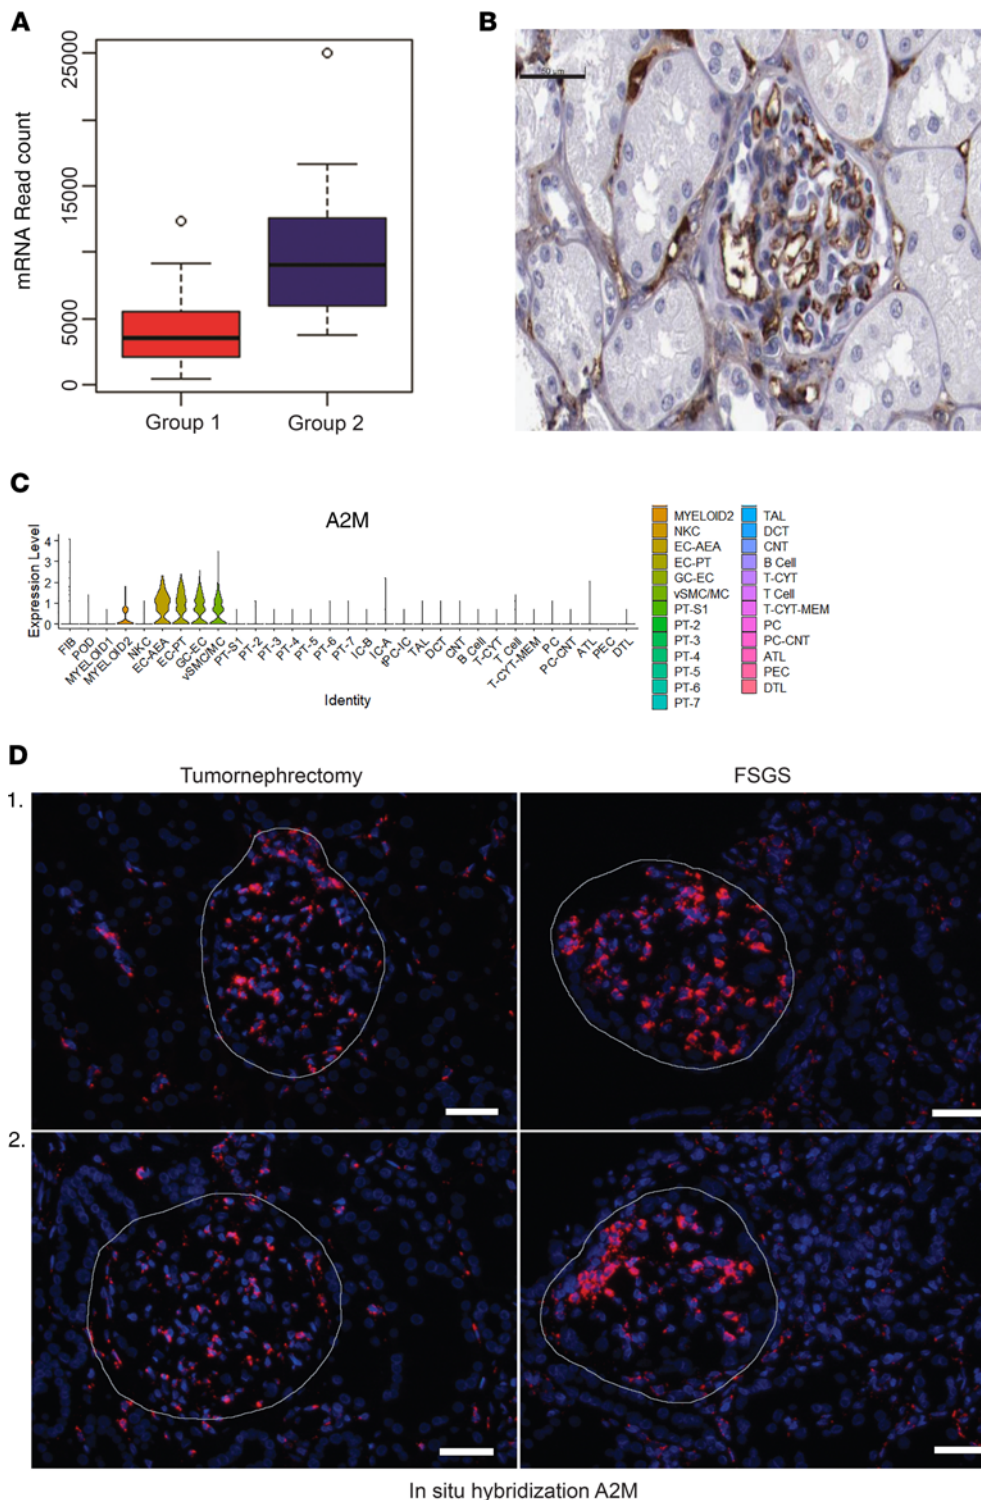 A
B
25000
15000
5000
0
mRNA Read count
Group 1
Group 2
50 µm
C
A2M
Expression Level
4
3
2
1
0
FIB
POD
MYELOID1
MYELOID2
NKC
EC-AEA
EC-PT
GC-EC
vSMC/MC
PT-S1
PT-2
PT-3
PT-4
PT-5
PT-6
PT-7
IC-B
IC-A
tPC-IC
TAL
DCT
CNT
B Cell
T-CYT
T Cell
T-CYT-MEM
PC
PC-CNT
ATL
PEC
DTL
Identity
MYELOID2
NKC
EC-AEA
EC-PT
GC-EC
vSMC/MC
PT-S1
PT-2
PT-3
PT-4
PT-5
PT-6
PT-7
TAL
DCT
CNT
B Cell
T-CYT
T Cell
T-CYT-MEM
PC
PC-CNT
ATL
PEC
DTL
D
Tumornephrectomy
FSGS
1.
2.
In situ hybridization A2M